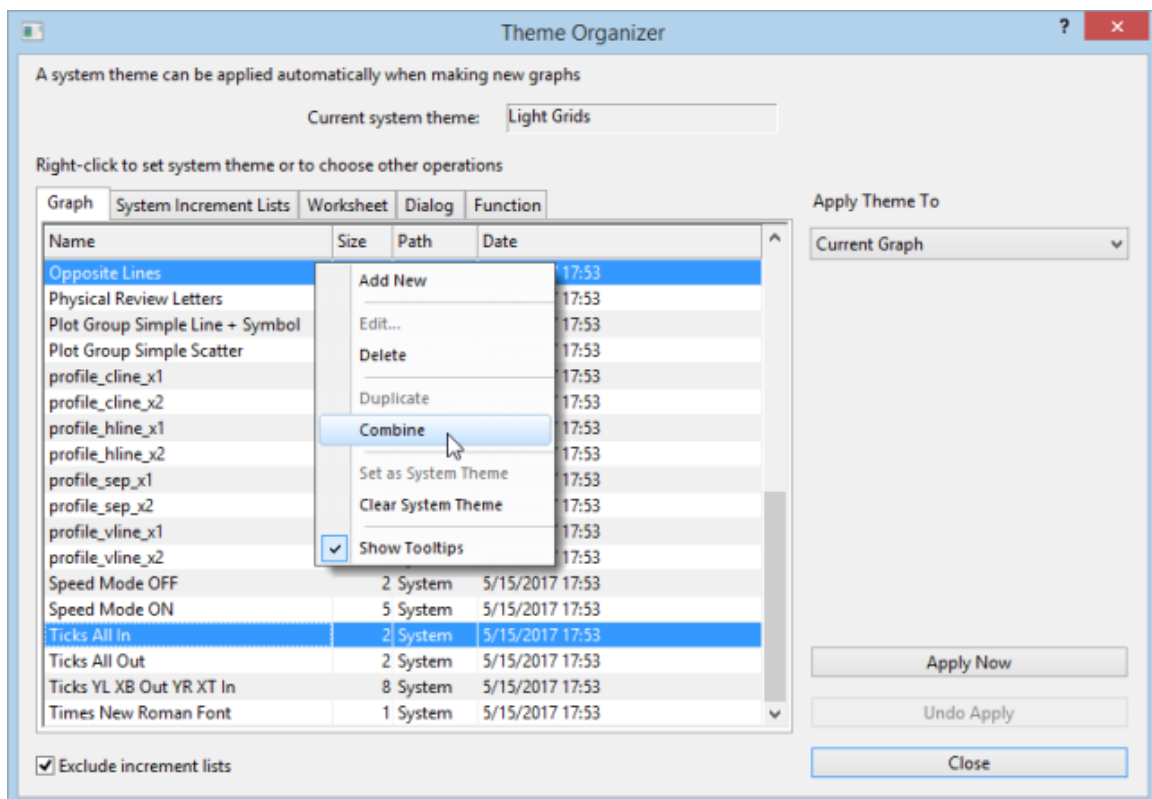 Theme Organizer
?
A system theme can be applied automatically when making new graphs
Current system theme: Light Grids
Right-click to set system theme or to choose other operations
Graph System Increment Lists Worksheet Dialog Function
Apply Theme To
Current Graph
Name Size Path Date
Opposite Lines 17:53
Physical Review Letters 17:53
Plot Group Simple Line + Symbol 17:53
Plot Group Simple Scatter 17:53
profile_cline_x1 17:53
profile_cline_x2 17:53
profile_hline_x1 17:53
profile_hline_x2 17:53
profile_sep_x1 17:53
profile_sep_x2 17:53
profile_vline_x1 17:53
profile_vline_x2 17:53
Speed Mode OFF 2 System 5/15/2017 17:53
Speed Mode ON 5 System 5/15/2017 17:53
Ticks All In 2 System 5/15/2017 17:53
Ticks All Out 2 System 5/15/2017 17:53
Ticks YL XB Out YR XT In 8 System 5/15/2017 17:53
Times New Roman Font 1 System 5/15/2017 17:53
Add New
Edit...
Delete
Duplicate
Combine
Set as System Theme
Clear System Theme
Show Tooltips
Apply Now
Undo Apply
Close
Exclude increment lists